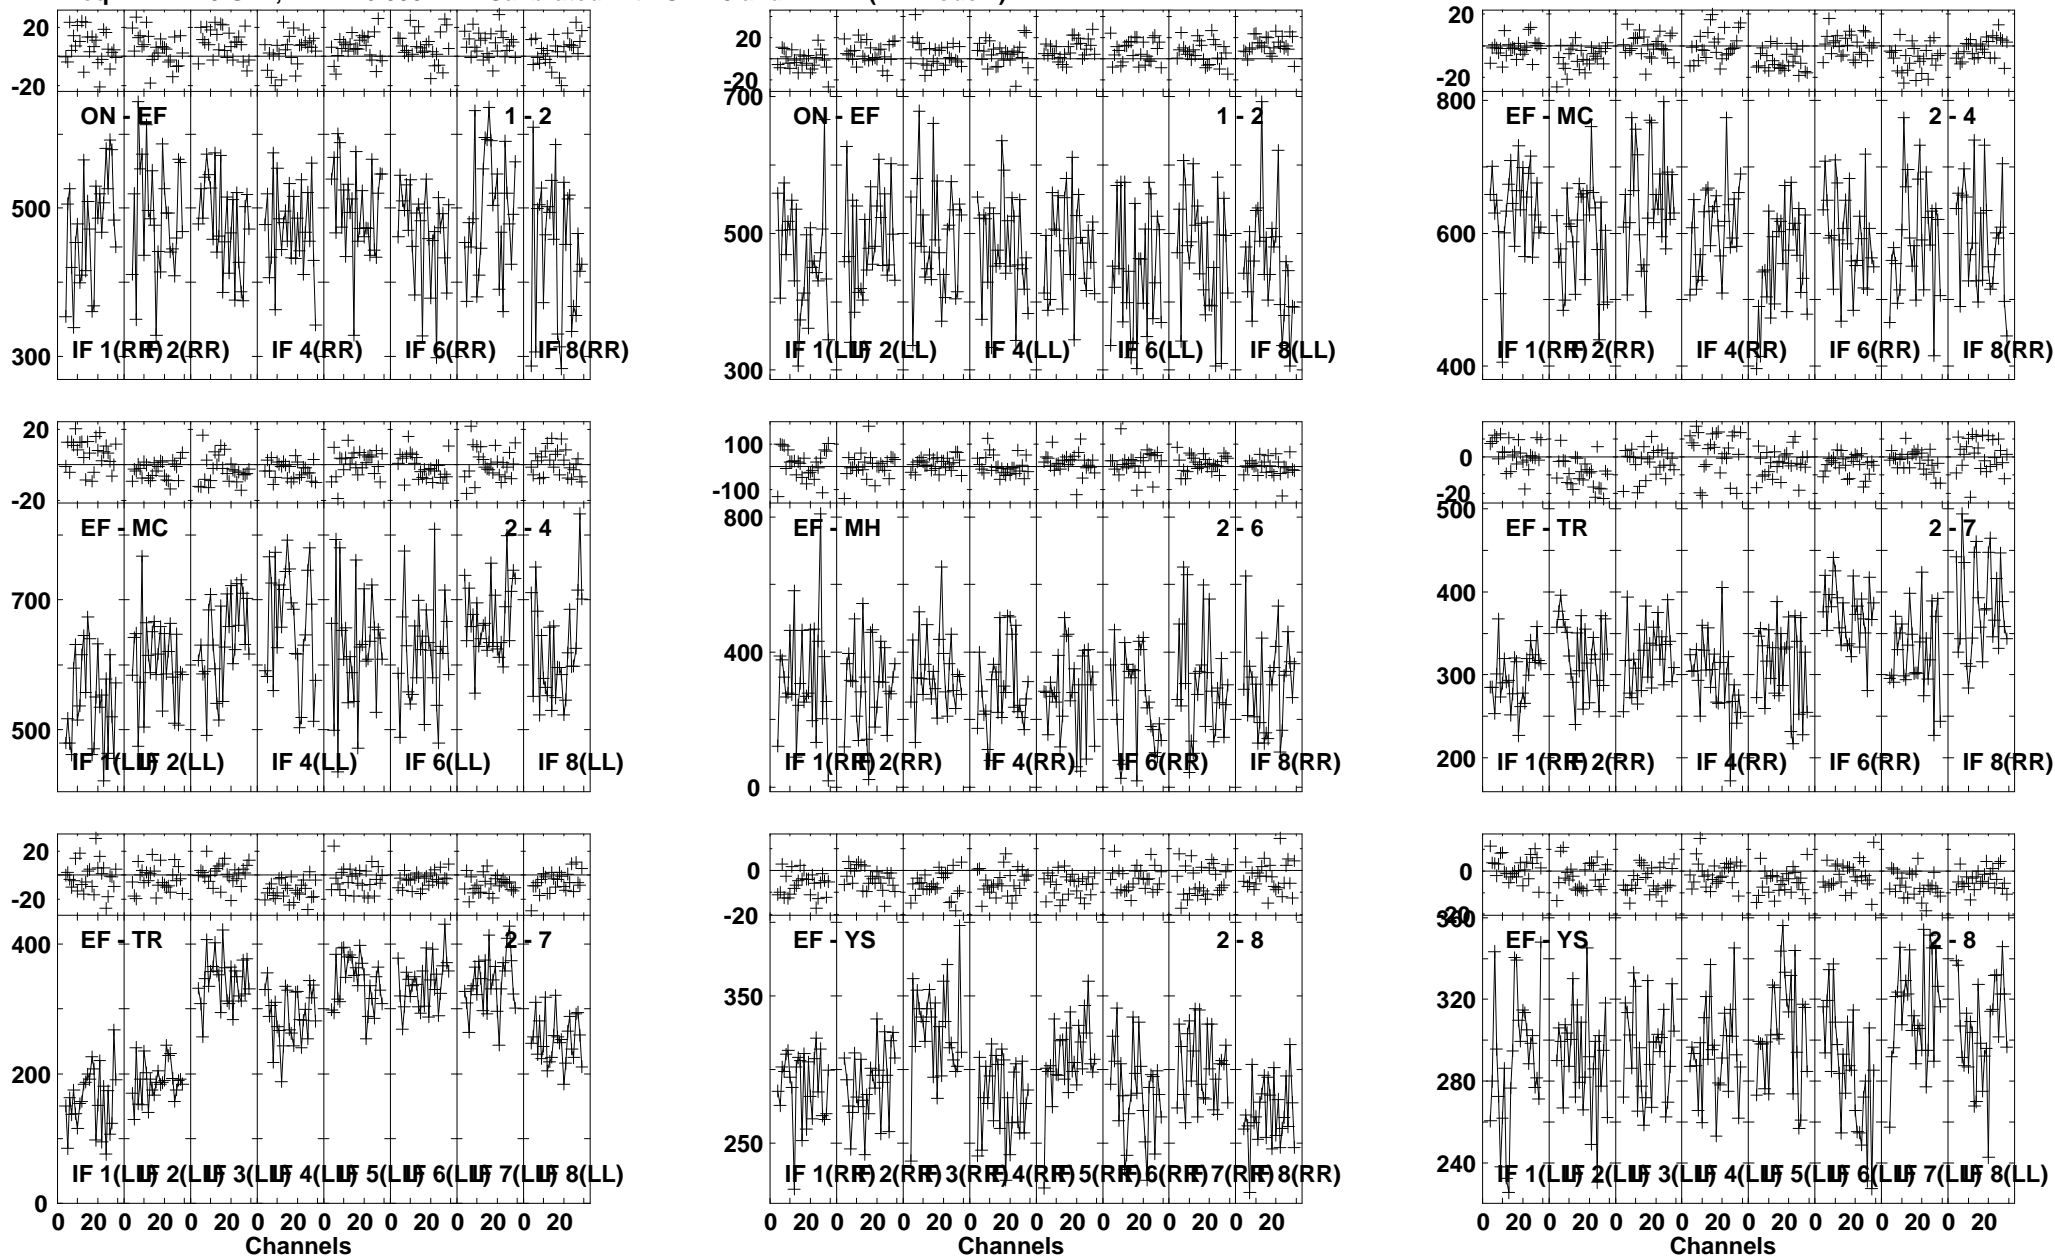 20
-20
ON - EF
1 - 2
500
300
IF 1(RR)
IF 2(RR)
IF 4(RR)
IF 6(RR)
IF 8(RR)
20
-20
700
ON - EF
1 - 2
500
300
IF 1(LL)
IF 2(LL)
IF 4(LL)
IF 6(LL)
IF 8(LL)
20
-20
800
EF - MC
2 - 4
600
400
IF 1(RR)
IF 2(RR)
IF 4(RR)
IF 6(RR)
IF 8(RR)
20
-20
EF - MC
2 - 4
700
500
IF 1(LL)
IF 2(LL)
IF 4(LL)
IF 6(LL)
IF 8(LL)
100
-100
800
EF - MH
2 - 6
400
0
IF 1(RR)
IF 2(RR)
IF 4(RR)
IF 6(RR)
IF 8(RR)
0
-20
500
EF - TR
2 - 7
400
300
200
IF 1(RR)
IF 2(RR)
IF 4(RR)
IF 6(RR)
IF 8(RR)
20
-20
400
EF - TR
2 - 7
200
0
IF 1(LL)
IF 2(LL)
IF 3(LL)
IF 4(LL)
IF 5(LL)
IF 6(LL)
IF 7(LL)
IF 8(LL)
0 20 0 20 0 20 0 20 0 20 0 20 0 20 0 20
Channels
0
-20
EF - YS
2 - 8
350
250
IF 1(RR)
IF 2(RR)
IF 3(RR)
IF 4(RR)
IF 5(RR)
IF 6(RR)
IF 7(RR)
IF 8(RR)
0 20 0 20 0 20 0 20 0 20 0 20 0 20 0 20
Channels
0
-20
360
EF - YS
2 - 8
320
280
240
IF 1(LL)
IF 2(LL)
IF 3(LL)
IF 4(LL)
IF 5(LL)
IF 6(LL)
IF 7(LL)
IF 8(LL)
0 20 0 20 0 20 0 20 0 20 0 20 0 20 0 20
Channels